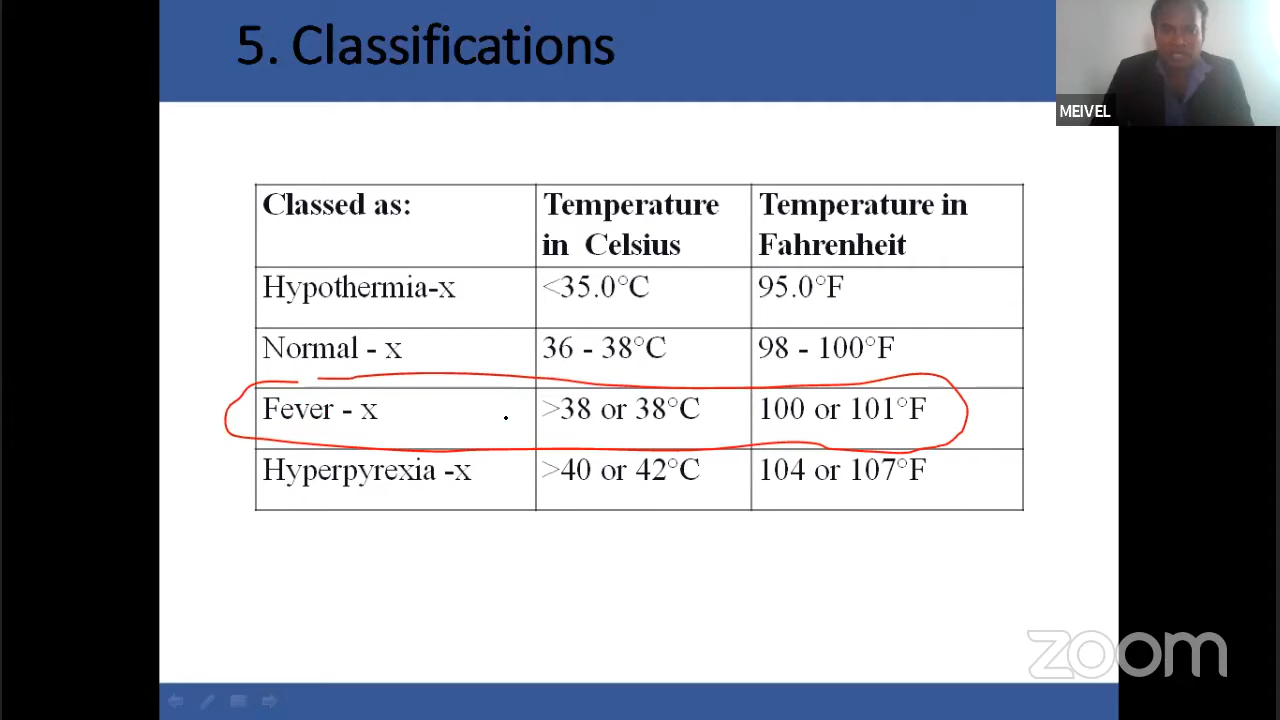 5. Classifications
MEIVEL
Classed as:
Temperature in Celsius
Temperature in Fahrenheit
Hypothermia-x
<35.0°C
95.0°F
Normal - x
36 - 38°C
98 - 100°F
Fever - x
>38 or 38°C
100 or 101°F
Hyperpyrexia -x
>40 or 42°C
104 or 107°F
zoom